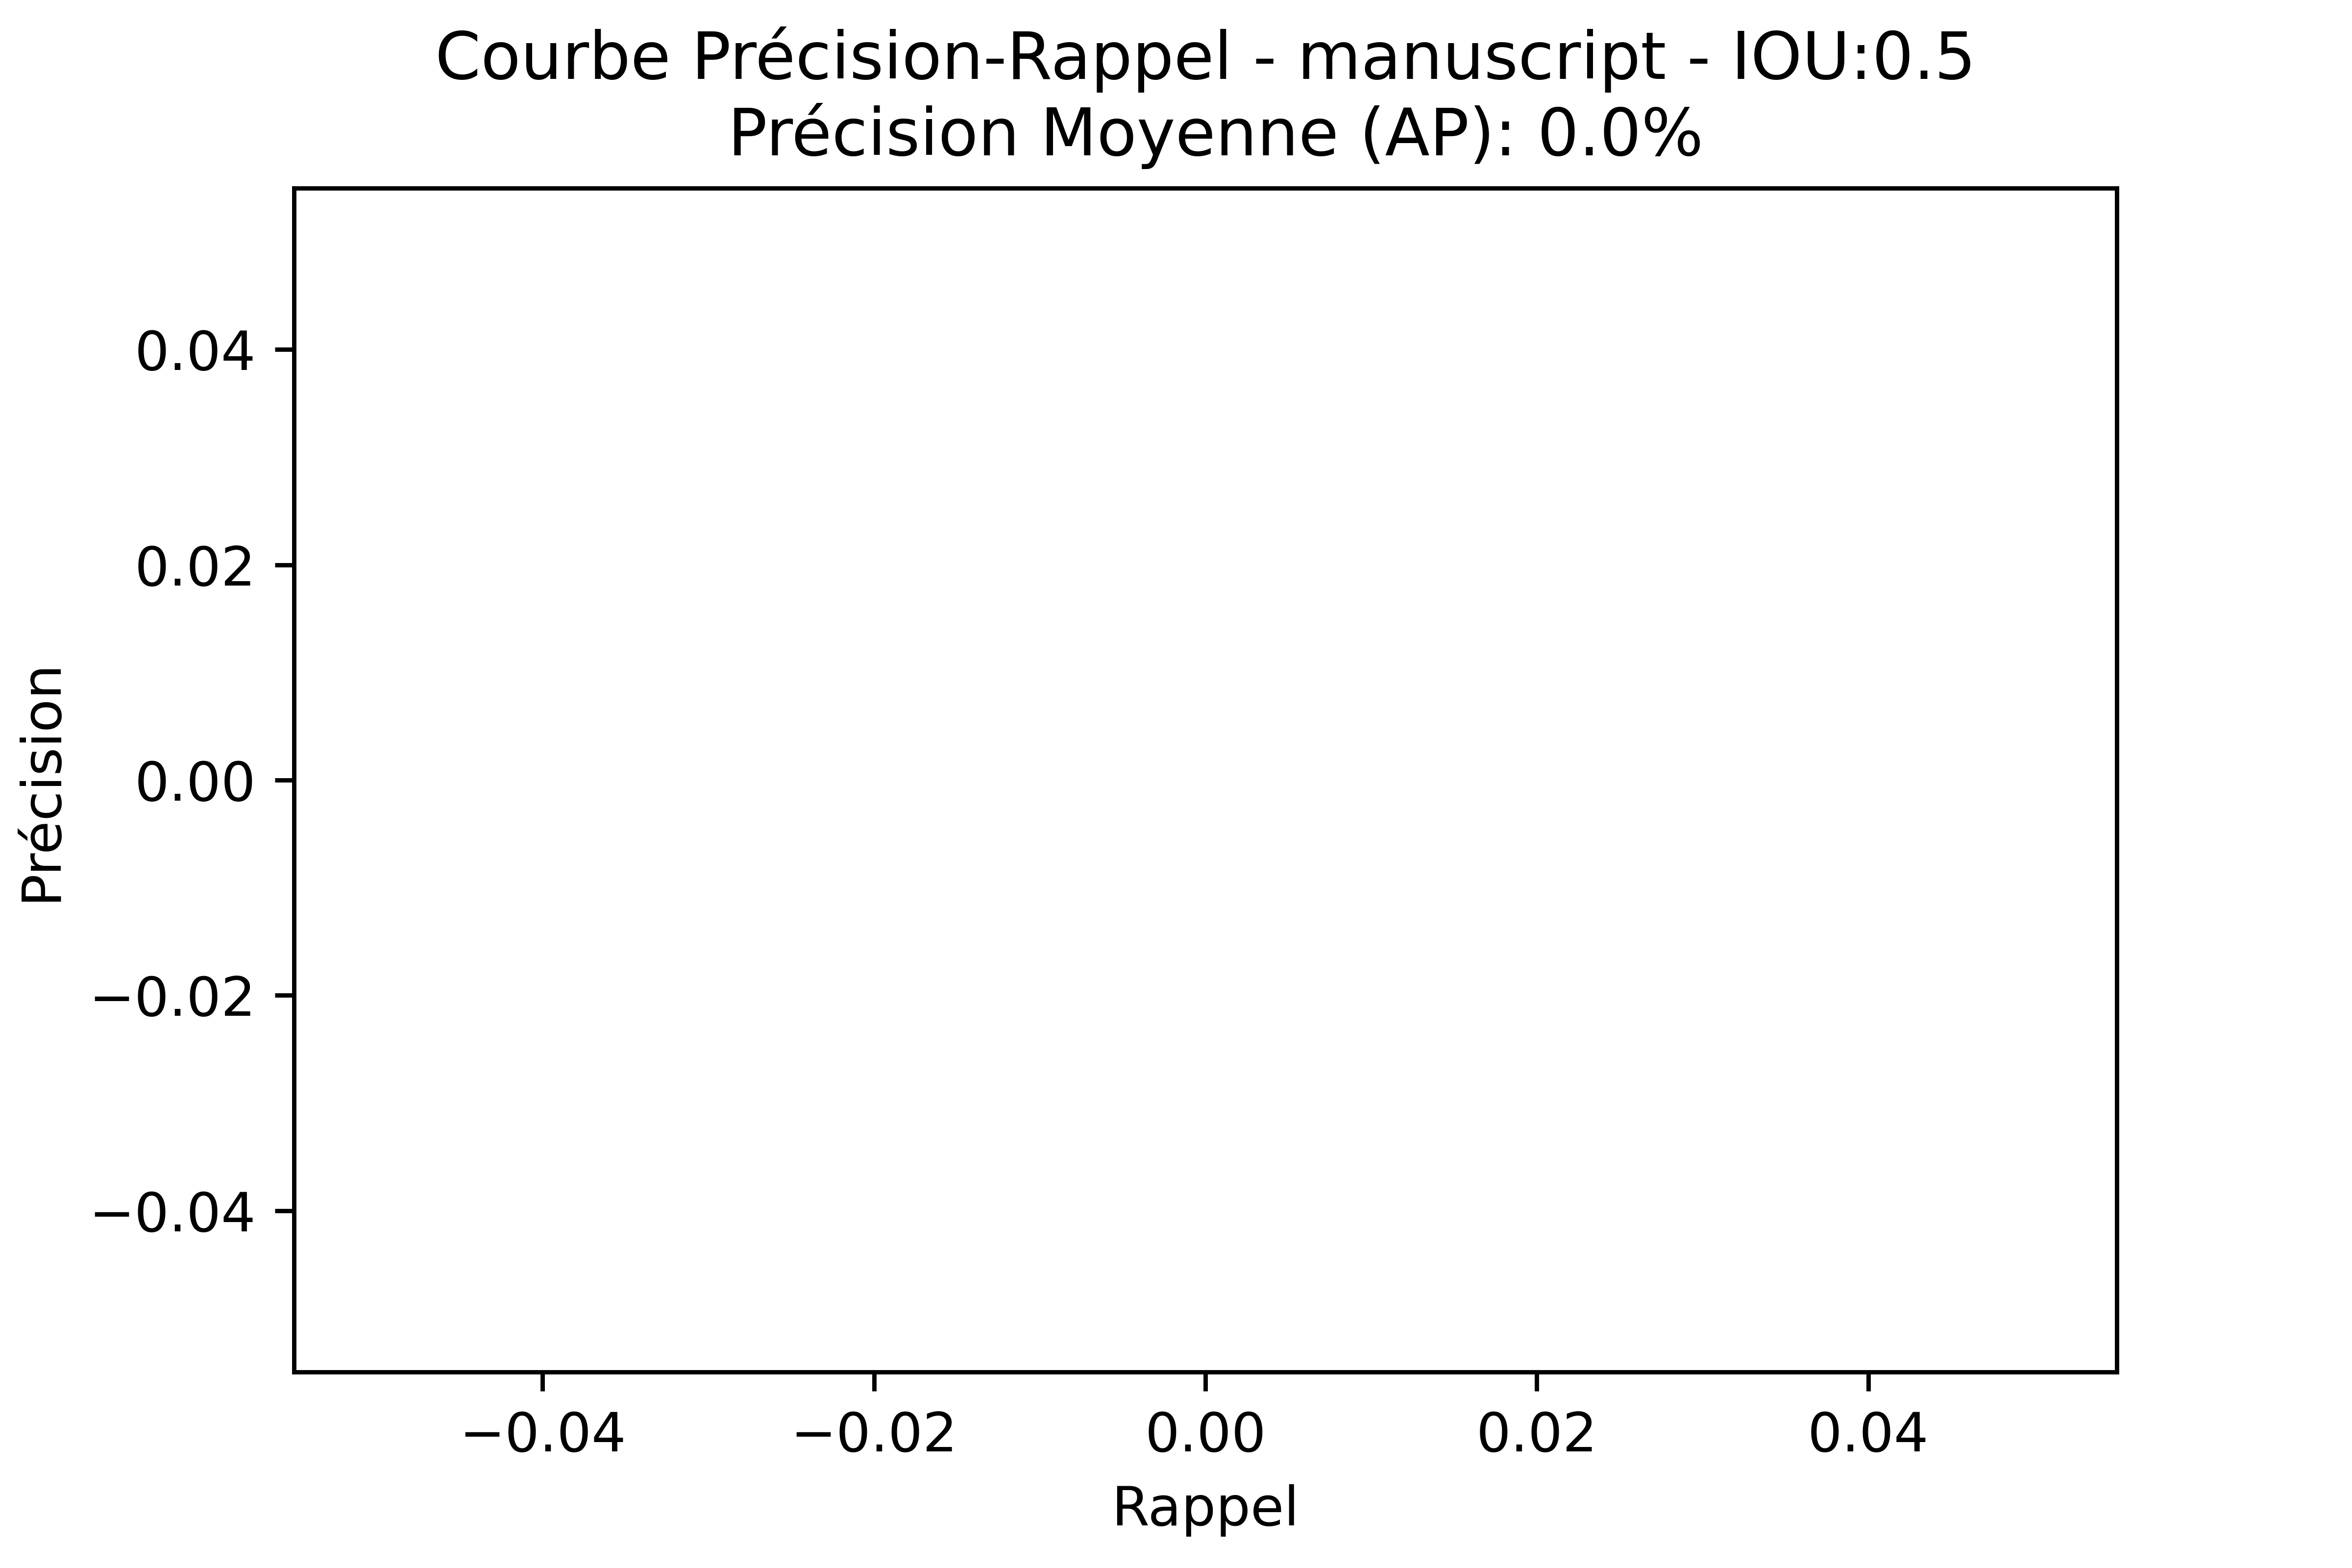 Courbe Précision-Rappel - manuscript - IOU:0.5
Précision Moyenne (AP): 0.0%
0.04
0.02
0.00
−0.02
−0.04
Précision
−0.04 −0.02 0.00 0.02 0.04
Rappel